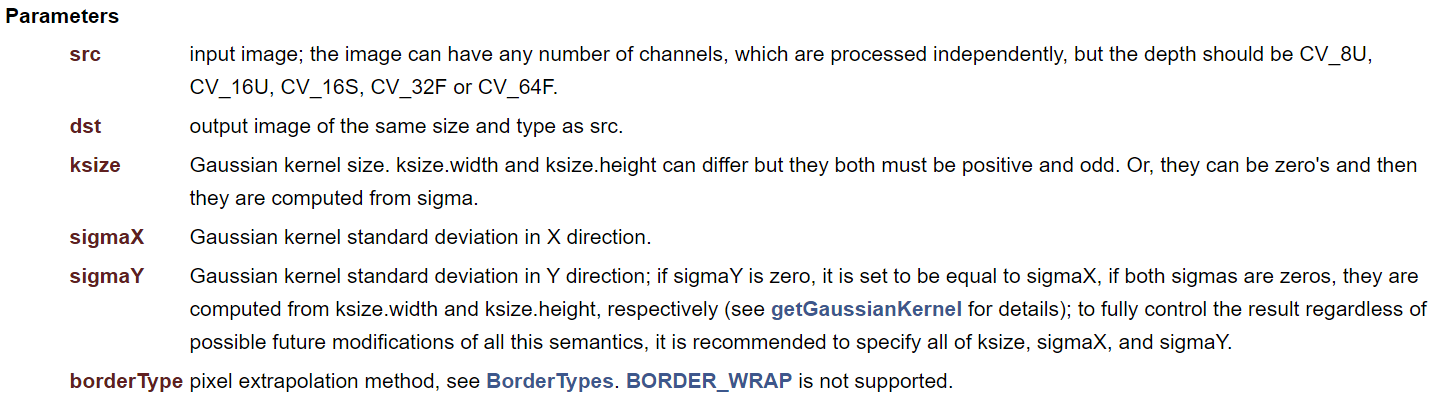 Parameters
src input image; the image can have any number of channels, which are processed independently, but the depth should be CV_8U,
CV_16U, CV_16S, CV_32F or CV_64F.
dst output image of the same size and type as src.
ksize Gaussian kernel size. ksize.width and ksize.height can differ but they both must be positive and odd. Or, they can be zero's and then
they are computed from sigma.
sigmaX Gaussian kernel standard deviation in X direction.
sigmaY Gaussian kernel standard deviation in Y direction; if sigmaY is zero, it is set to be equal to sigmaX, if both sigmas are zeros, they are
computed from ksize.width and ksize.height, respectively (see getGaussianKernel for details); to fully control the result regardless of
possible future modifications of all this semantics, it is recommended to specify all of ksize, sigmaX, and sigmaY.
borderType pixel extrapolation method, see BorderTypes. BORDER_WRAP is not supported.